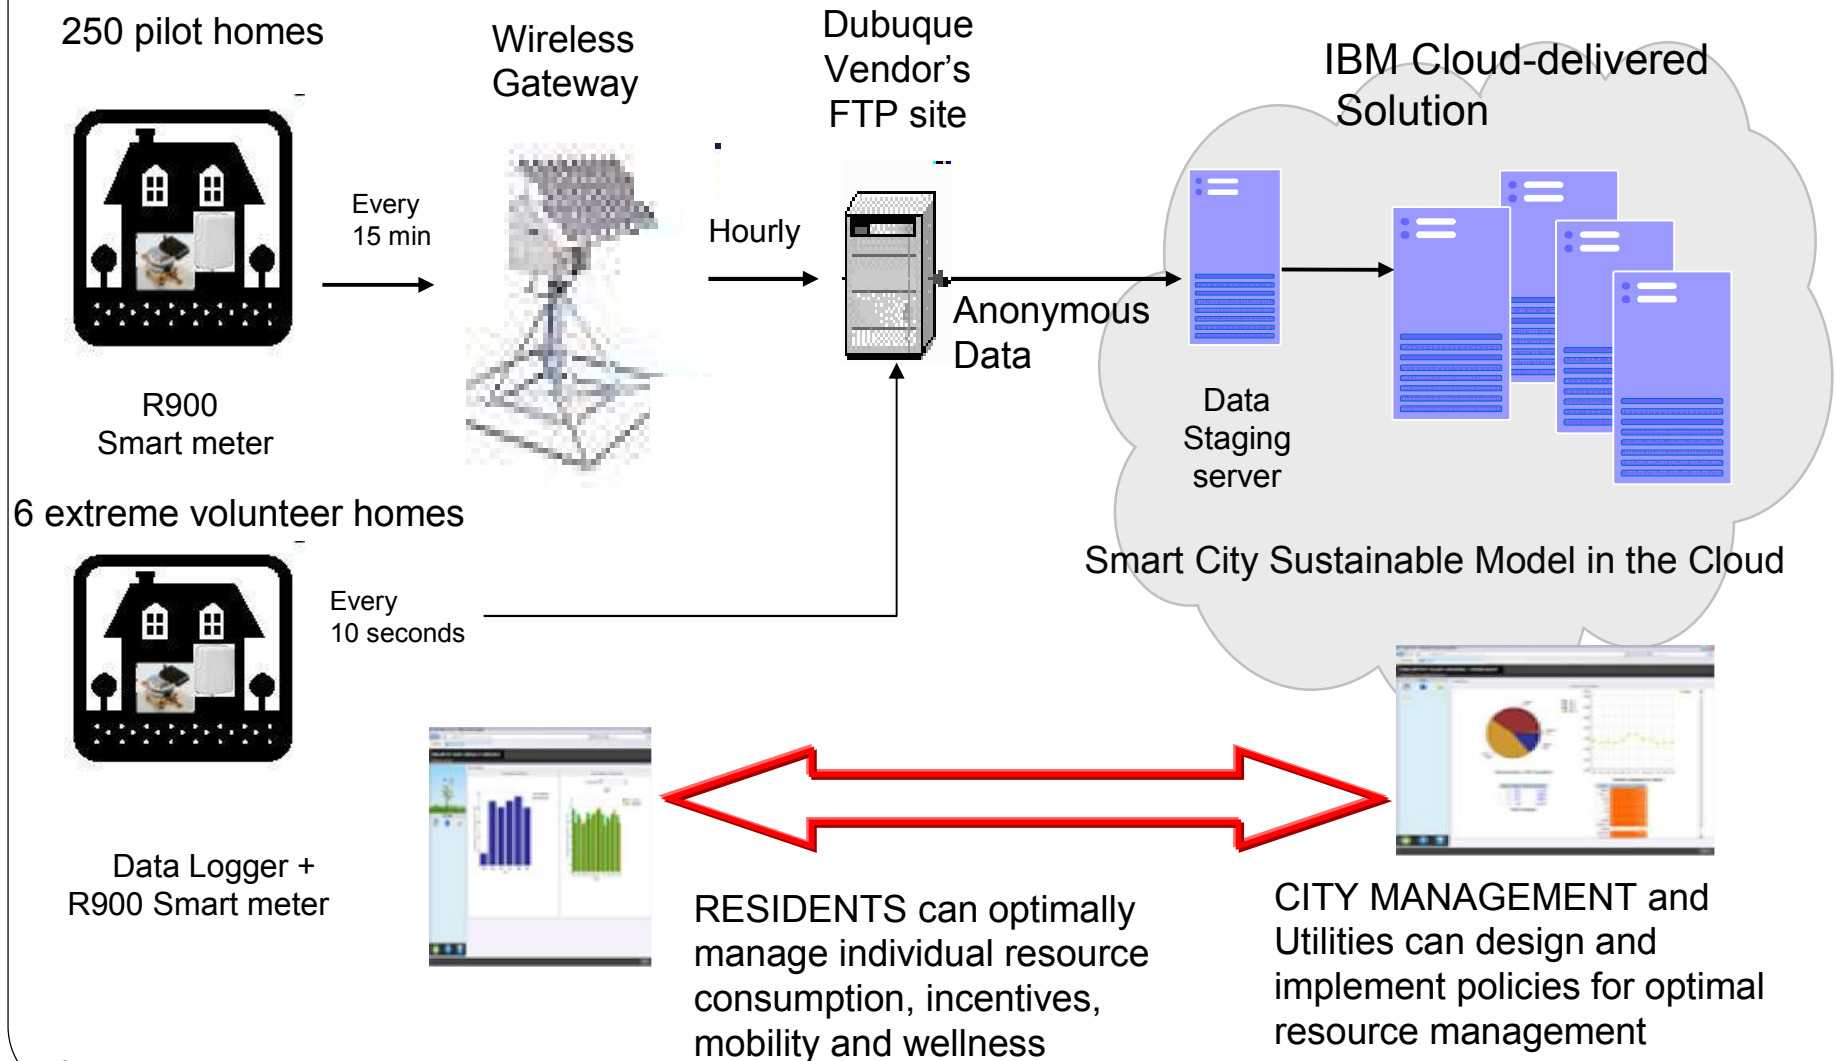 250 pilot homes
Wireless
Gateway
Dubuque
Vendor's
FTP site
IBM Cloud-delivered
Solution
Every
15 min
Hourly
Anonymous
Data
R900
Smart meter
Data
Staging
server
6 extreme volunteer homes
Smart City Sustainable Model in the Cloud
Every
10 seconds
Data Logger +
R900 Smart meter
RESIDENTS can optimally
manage individual resource
consumption, incentives,
mobility and wellness
CITY MANAGEMENT and
Utilities can design and
implement policies for optimal
resource management